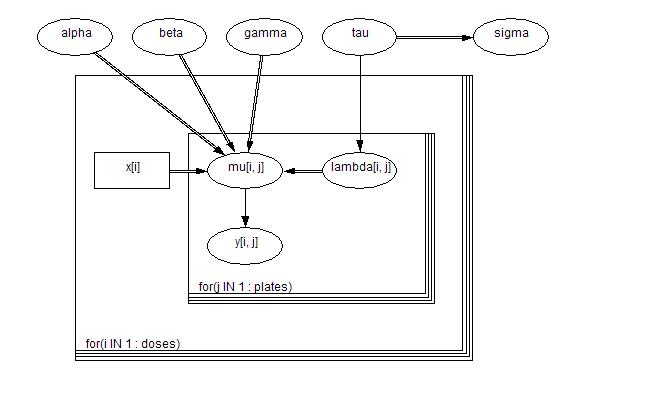 alpha beta gamma tau sigma
x[i] mu[i, j] lambda[i, j]
y[i, j]
for(j IN 1 : plates)
for(i IN 1 : doses)